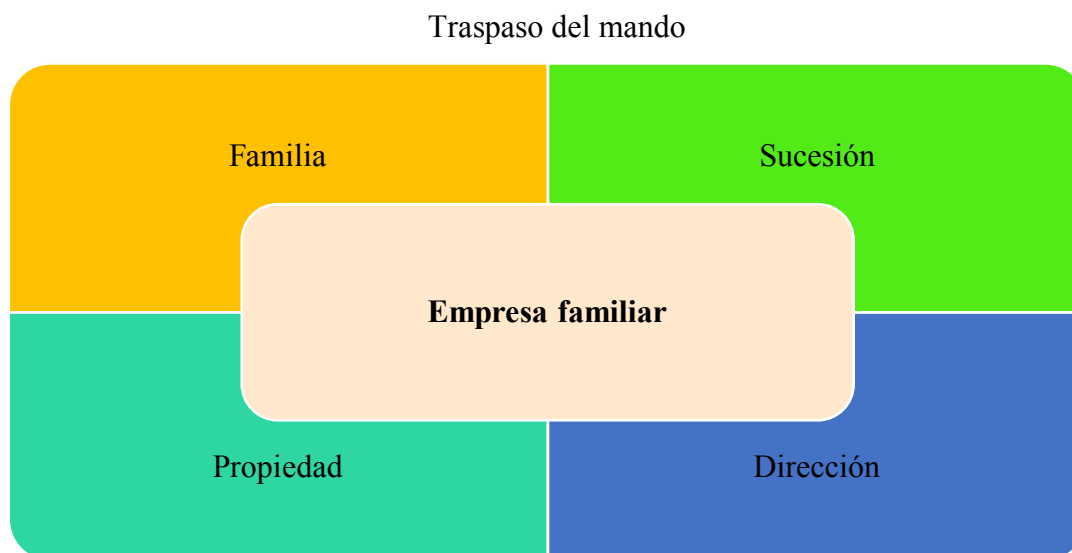 Traspaso del mando
Familia
Sucesión
Empresa familiar
Propiedad
Dirección